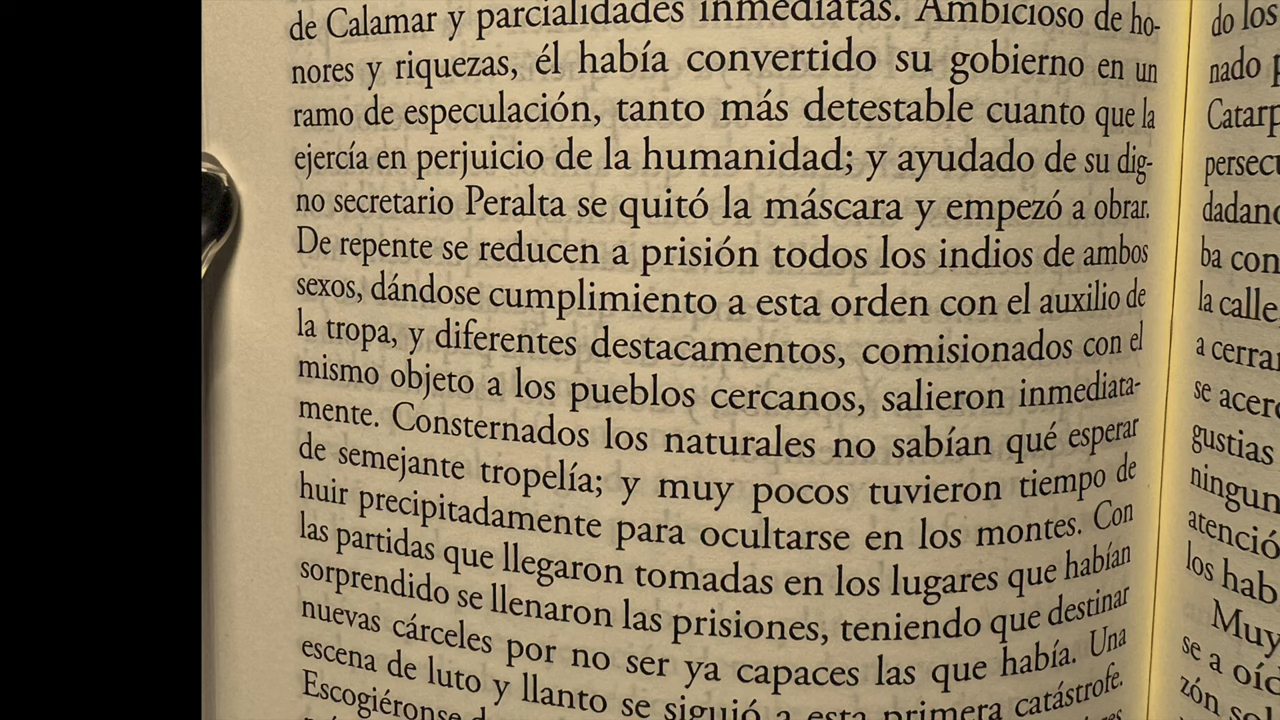 de Calamar y parcialidades inmediatas. Ambicioso de ho-
nores y riquezas, él había convertido su gobierno en un
ramo de especulación, tanto más detestable cuanto que la
ejercía en perjuicio de la humanidad; y ayudado de su dig-
no secretario Peralta se quitó la máscara y empezó a obrar.
De repente se reducen a prisión todos los indios de ambos
sexos, dándose cumplimiento a esta orden con el auxilio de
la tropa, y diferentes destacamentos, comisionados con el
mismo objeto a los pueblos cercanos, salieron inmediata-
mente. Consternados los naturales no sabían qué esperar
de semejante tropelía; y muy pocos tuvieron tiempo de
huir precipitadamente para ocultarse en los montes. Con
las partidas que llegaron tomadas en los lugares que habían
sorprendido se llenaron las prisiones, teniendo que destinar
nuevas cárceles por no ser ya capaces las que había. Una
escena de luto y llanto se siguió a esta primera catástrofe.
Escogiéronse
do los
nado
persec
ba con
la calle
a cerra
se acer
gustias
ningun
atenció
los hab
Muy
se a
zón